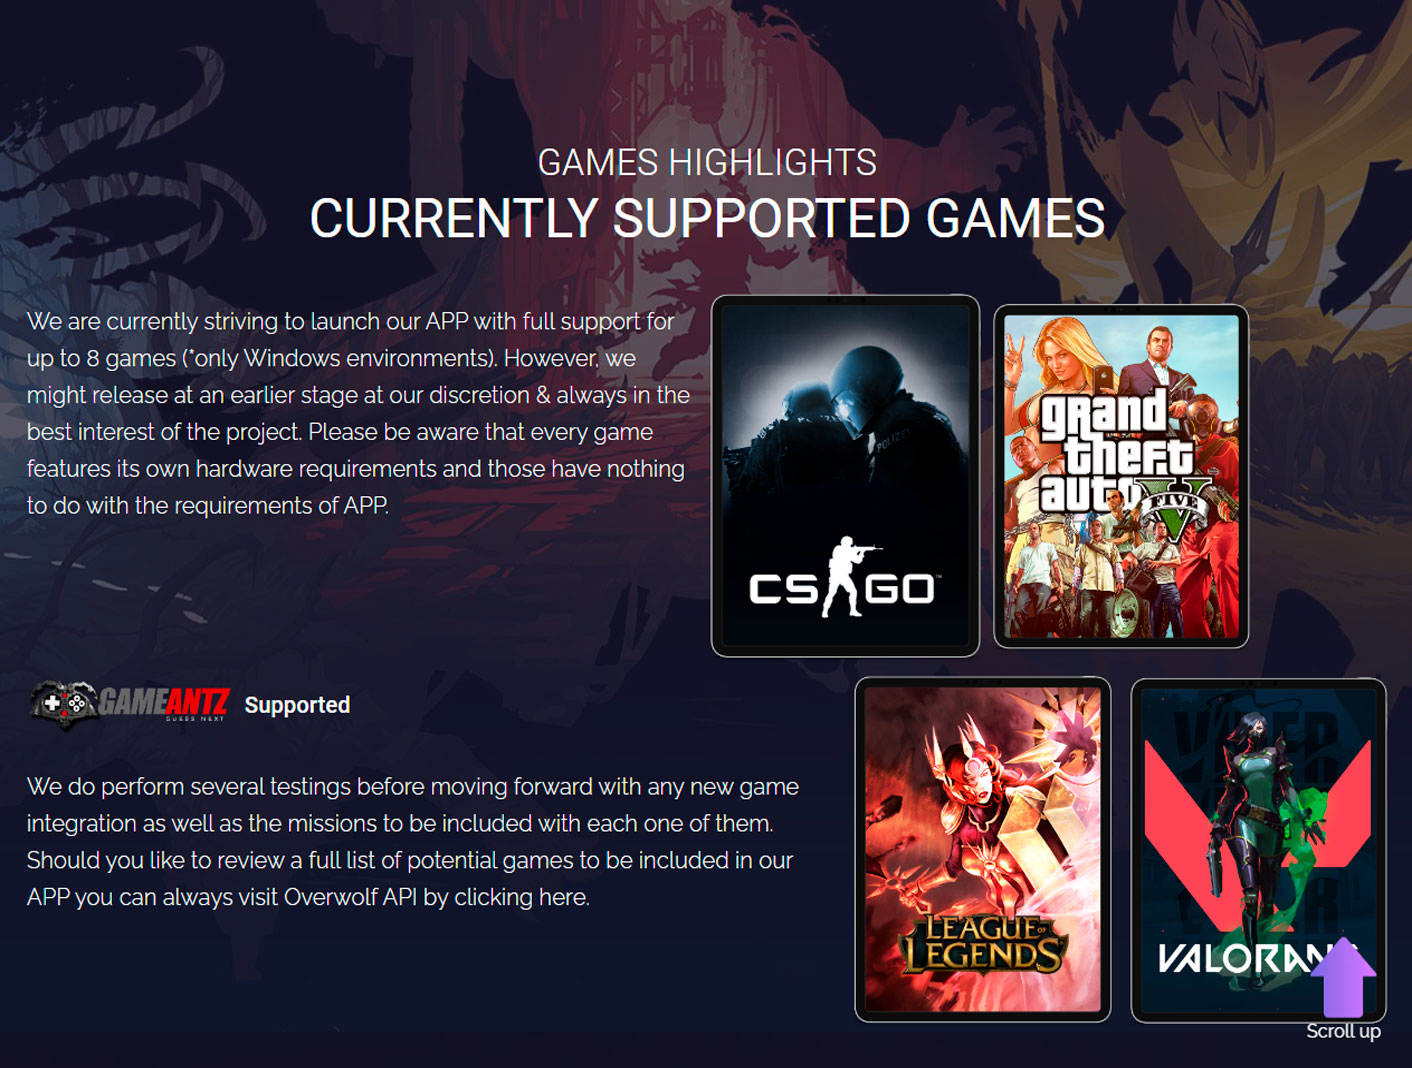 GAMES HIGHLIGHTS
CURRENTLY SUPPORTED GAMES
We are currently striving to launch our APP with full support for
up to 8 games (*only Windows environments). However, we
might release at an earlier stage at our discretion & always in the
best interest of the project. Please be aware that every game
features its own hardware requirements and those have nothing
to do with the requirements of APP.
POLIZEI
CS GO™
grand
theft
auto
FIVE
GAMEANTZ
GUESS NEXT
Supported
We do perform several testings before moving forward with any new game
integration as well as the missions to be included with each one of them.
Should you like to review a full list of potential games to be included in our
APP you can always visit Overwolf API by clicking here.
LEAGUE OF
LEGENDS
VALORAN
Scroll up